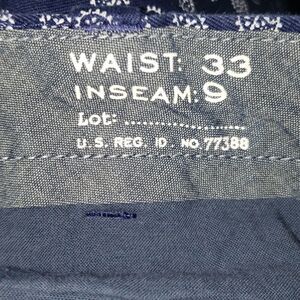 WAIST: 33
INSEAM: 9
Lot: ......................
U.S. REG. ID. NO. 77388